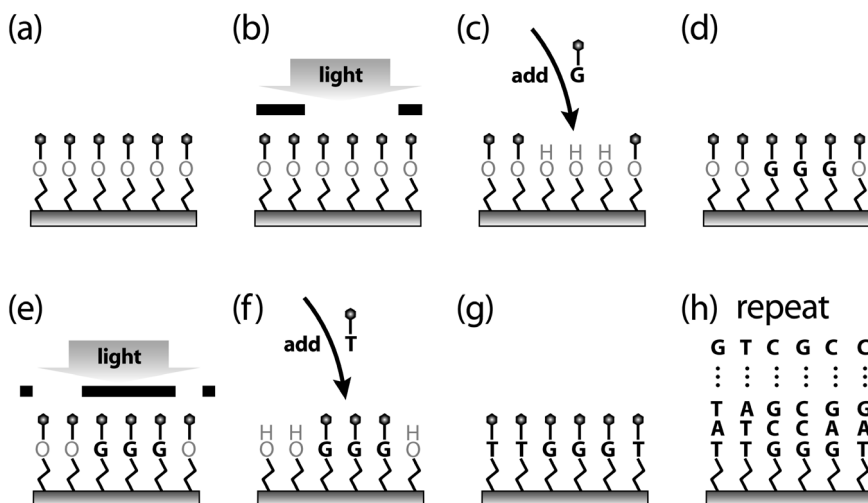 (a)
(b)
light
(c)
add
G
H H H
(d)
O O O O O O
O O O O O O
O O O O O O
O O G G G O
(e)
light
(f)
add
T
H H H
(g)
(h) repeat
G T C G C C
T A G C G G
A T C C A A
O O G G G O
O O G G G O
T T G G G T
T T G G G T